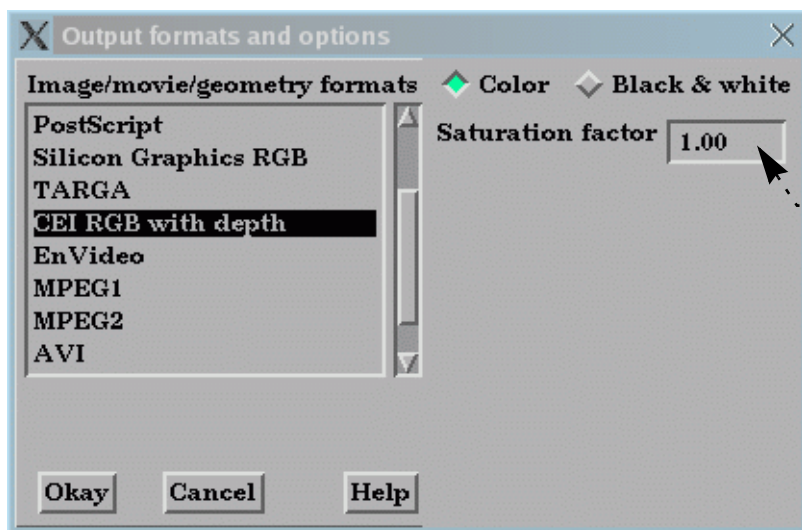 Output formats and options
Image/movie/geometry formats
Color
Black & white
PostScript
Silicon Graphics RGB
TARGA
CEI RGB with depth
EnVideo
MPEG1
MPEG2
AVI
Saturation factor
1.00
Okay
Cancel
Help